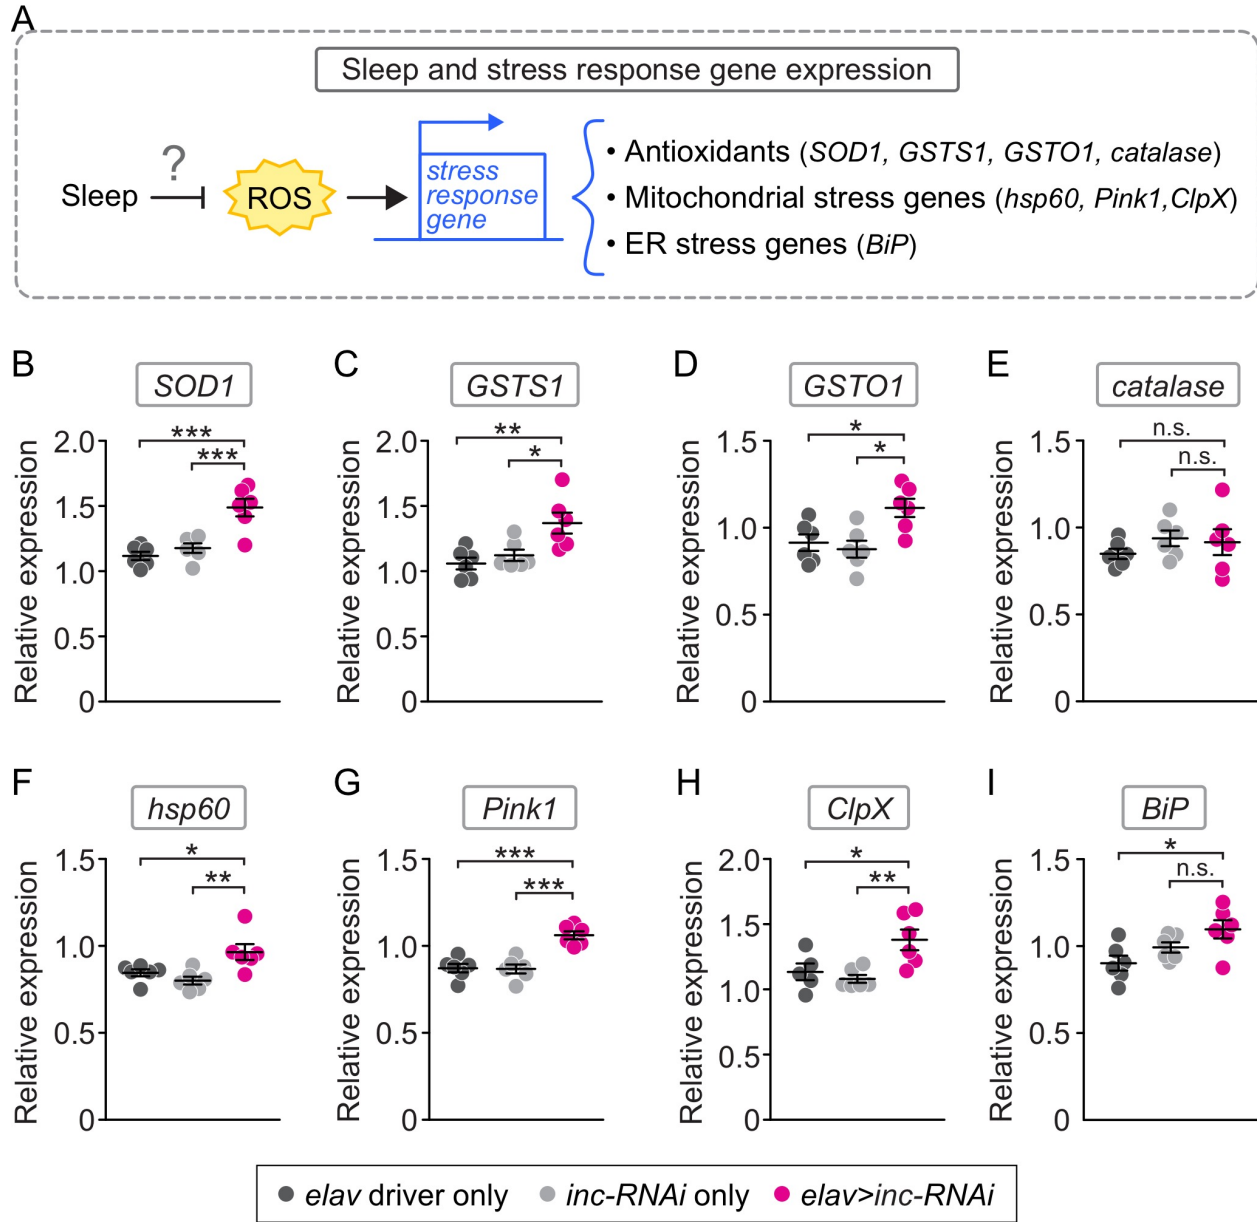 A
Sleep and stress response gene expression
Sleep
?
ROS
stress
response
gene
• Antioxidants (SOD1, GSTS1, GSTO1, catalase)
• Mitochondrial stress genes (hsp60, Pink1,ClpX)
• ER stress genes (BiP)
B
SOD1
Relative expression
2.0
1.5
1.0
0.5
0
***
***
C
GSTS1
Relative expression
2.0
1.5
1.0
0.5
0
**
*
D
GSTO1
Relative expression
1.5
1.0
0.5
0
*
*
E
catalase
Relative expression
1.5
1.0
0.5
0
n.s.
n.s.
F
hsp60
Relative expression
1.5
1.0
0.5
0
*
**
G
Pink1
Relative expression
1.5
1.0
0.5
0
***
***
H
ClpX
Relative expression
2.0
1.5
1.0
0.5
0
*
**
I
BiP
Relative expression
1.5
1.0
0.5
0
*
n.s.
elav driver only inc-RNAi only elav>inc-RNAi